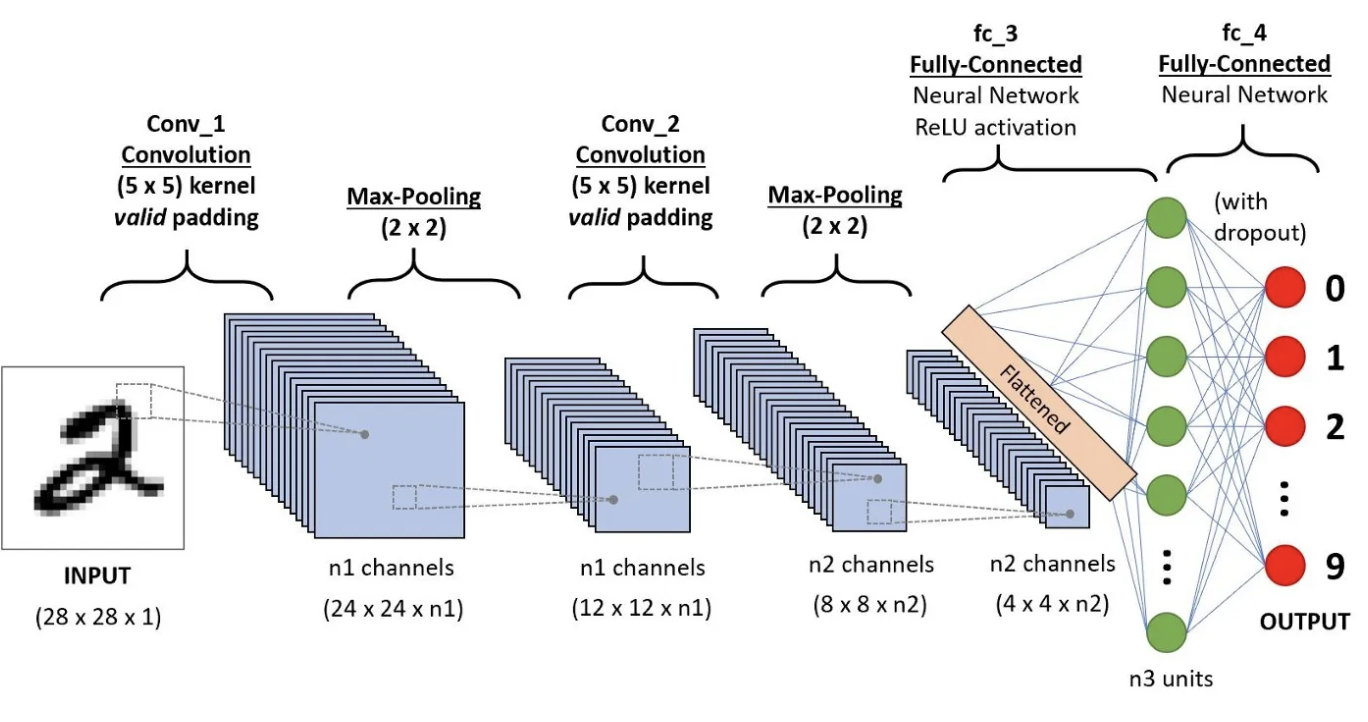 Conv_1
Convolution
(5 x 5) kernel
valid padding
Max-Pooling
(2 x 2)
Conv_2
Convolution
(5 x 5) kernel
valid padding
Max-Pooling
(2 x 2)
fc_3
Fully-Connected
Neural Network
ReLU activation
fc_4
Fully-Connected
Neural Network
(with
dropout)
Flattened
0
1
2
9
OUTPUT
2
INPUT
(28 x 28 x 1)
n1 channels
(24 x 24 x n1)
n1 channels
(12 x 12 x n1)
n2 channels
(8 x 8 x n2)
n2 channels
(4 x 4 x n2)
n3 units